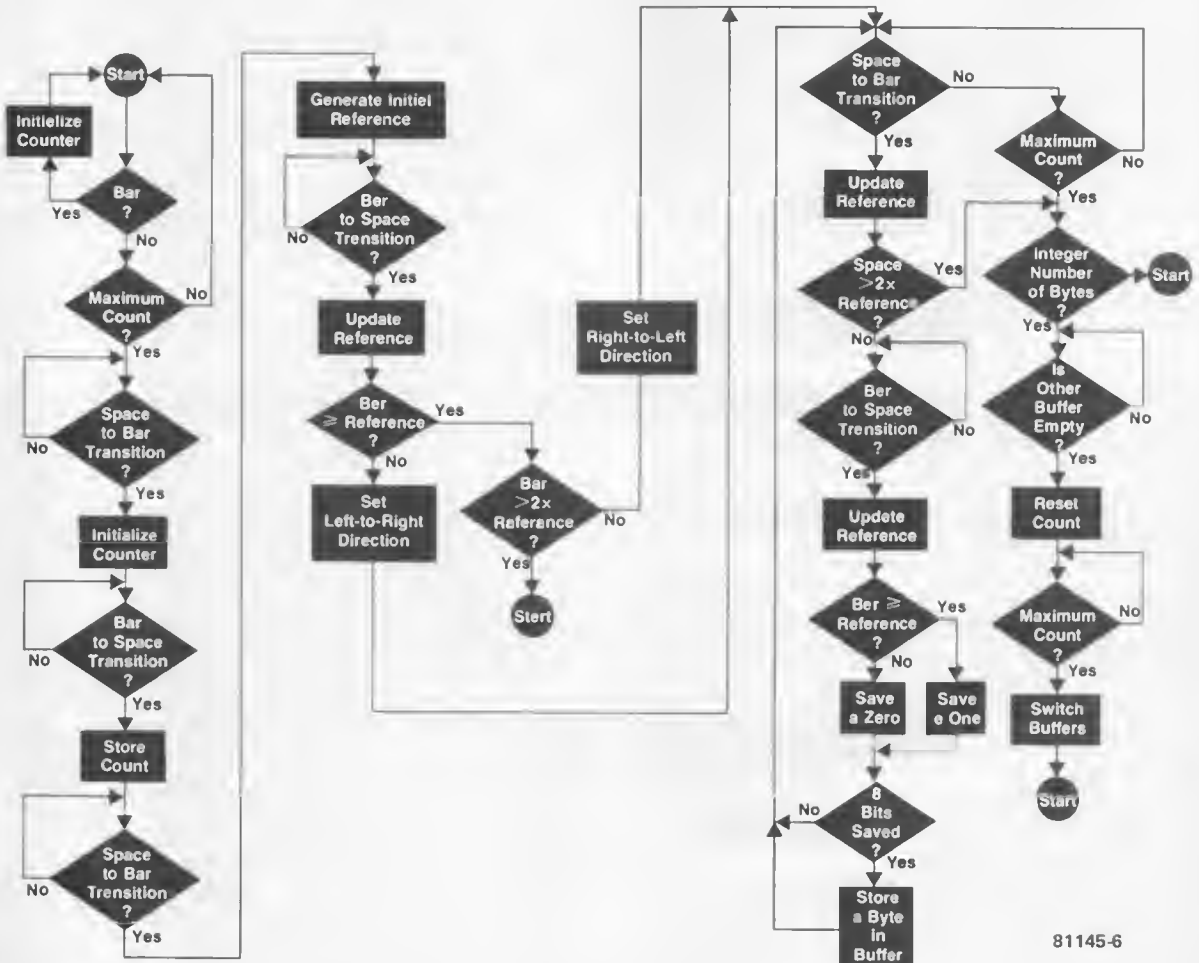 Start
Initielize
Counter
Bar
?
Yes
No
Maximum
Count
?
No
Yes
Space
to Bar
Transition
?
No
Yes
Initialize
Counter
Bar
to Space
Transition
?
No
Yes
Store
Count
Space
to Bar
Trensition
?
No
Yes
Generate Initiel
Reference
Ber
to Space
Trensition
?
No
Yes
Update
Reference
Ber
⩾ Reference
?
Yes
No
Set
Left-to-Right
Direction
Bar
>2x
Raferance
?
No
Yes
Stert
Set
Right-to-Left
Direction
Space
to Bar
Transition
?
No
Yes
Maximum
Count
?
No
Yes
Update
Reference
Space
>2x
Reference
?
Yes
No
Integer
Number
of Bytes
?
Start
Yes
Ber
to Space
Trensition
?
No
Yes
Is
Other
Buffer
Empty
?
No
Yes
Update
Reference
Reset
Count
Ber ⩾
Reference
?
Yes
No
Maximum
Count
?
No
Yes
Save
a Zero
Save
e One
Switch
Buffers
Start
8
Bits
Saved
?
No
Yes
Store
a Byte
in
Buffer
81145-6